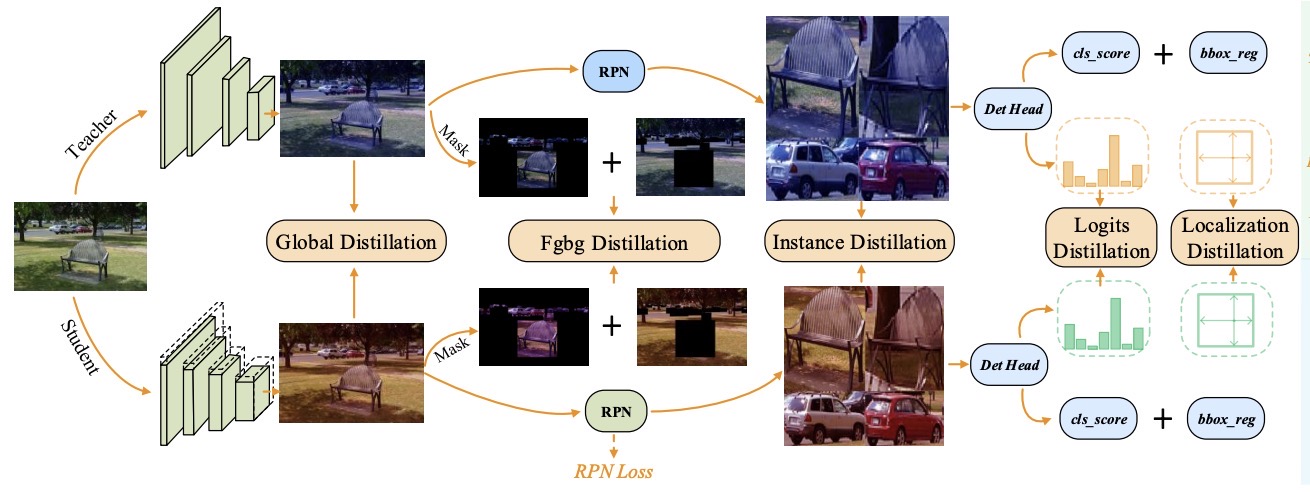 Teacher
RPN
Mask
cls_score
+
bbox_reg
Det Head
+
Global Distillation
Fgbg Distillation
Instance Distillation
Logits
Distillation
Localization
Distillation
Student
Mask
+
Det Head
RPN
cls_score
+
bbox_reg
RPN Loss